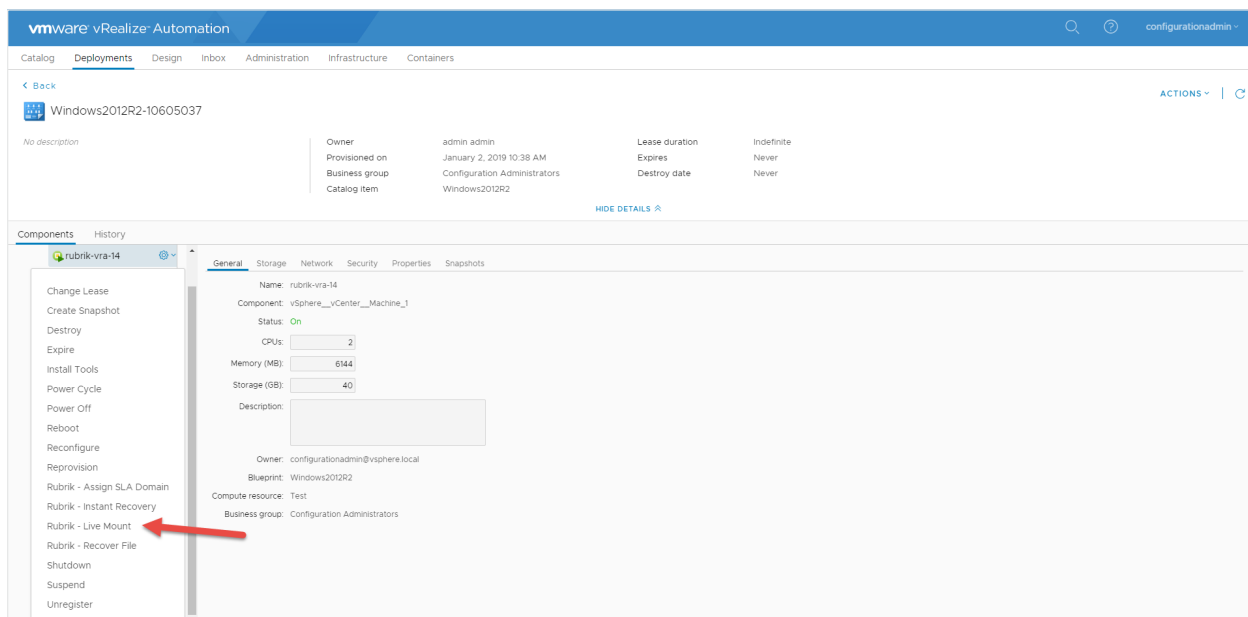 vmware vRealize Automation
configurationadmin
Catalog Deployments Design Inbox Administration Infrastructure Containers
Back
ACTIONS
Windows2012R2-10605037
No description
Owner admin admin Lease duration Indefinite
Provisioned on January 2, 2019 10:38 AM Expires Never
Business group Configuration Administrators Destroy date Never
Catalog item Windows2012R2
HIDE DETAILS
Components History
rubrik-vra-14
Change Lease
Create Snapshot
Destroy
Expire
Install Tools
Power Cycle
Power Off
Reboot
Reconfigure
Reprovision
Rubrik - Assign SLA Domain
Rubrik - Instant Recovery
Rubrik - Live Mount
Rubrik - Recover File
Shutdown
Suspend
Unregister
General Storage Network Security Properties Snapshots
Name: rubrik-vra-14
Component: vSphere__vCenter__Machine_1
Status: On
CPUs: 2
Memory (MB): 6144
Storage (GB): 40
Description:
Owner: configurationadmin@vsphere.local
Blueprint: Windows2012R2
Compute resource: Test
Business group: Configuration Administrators